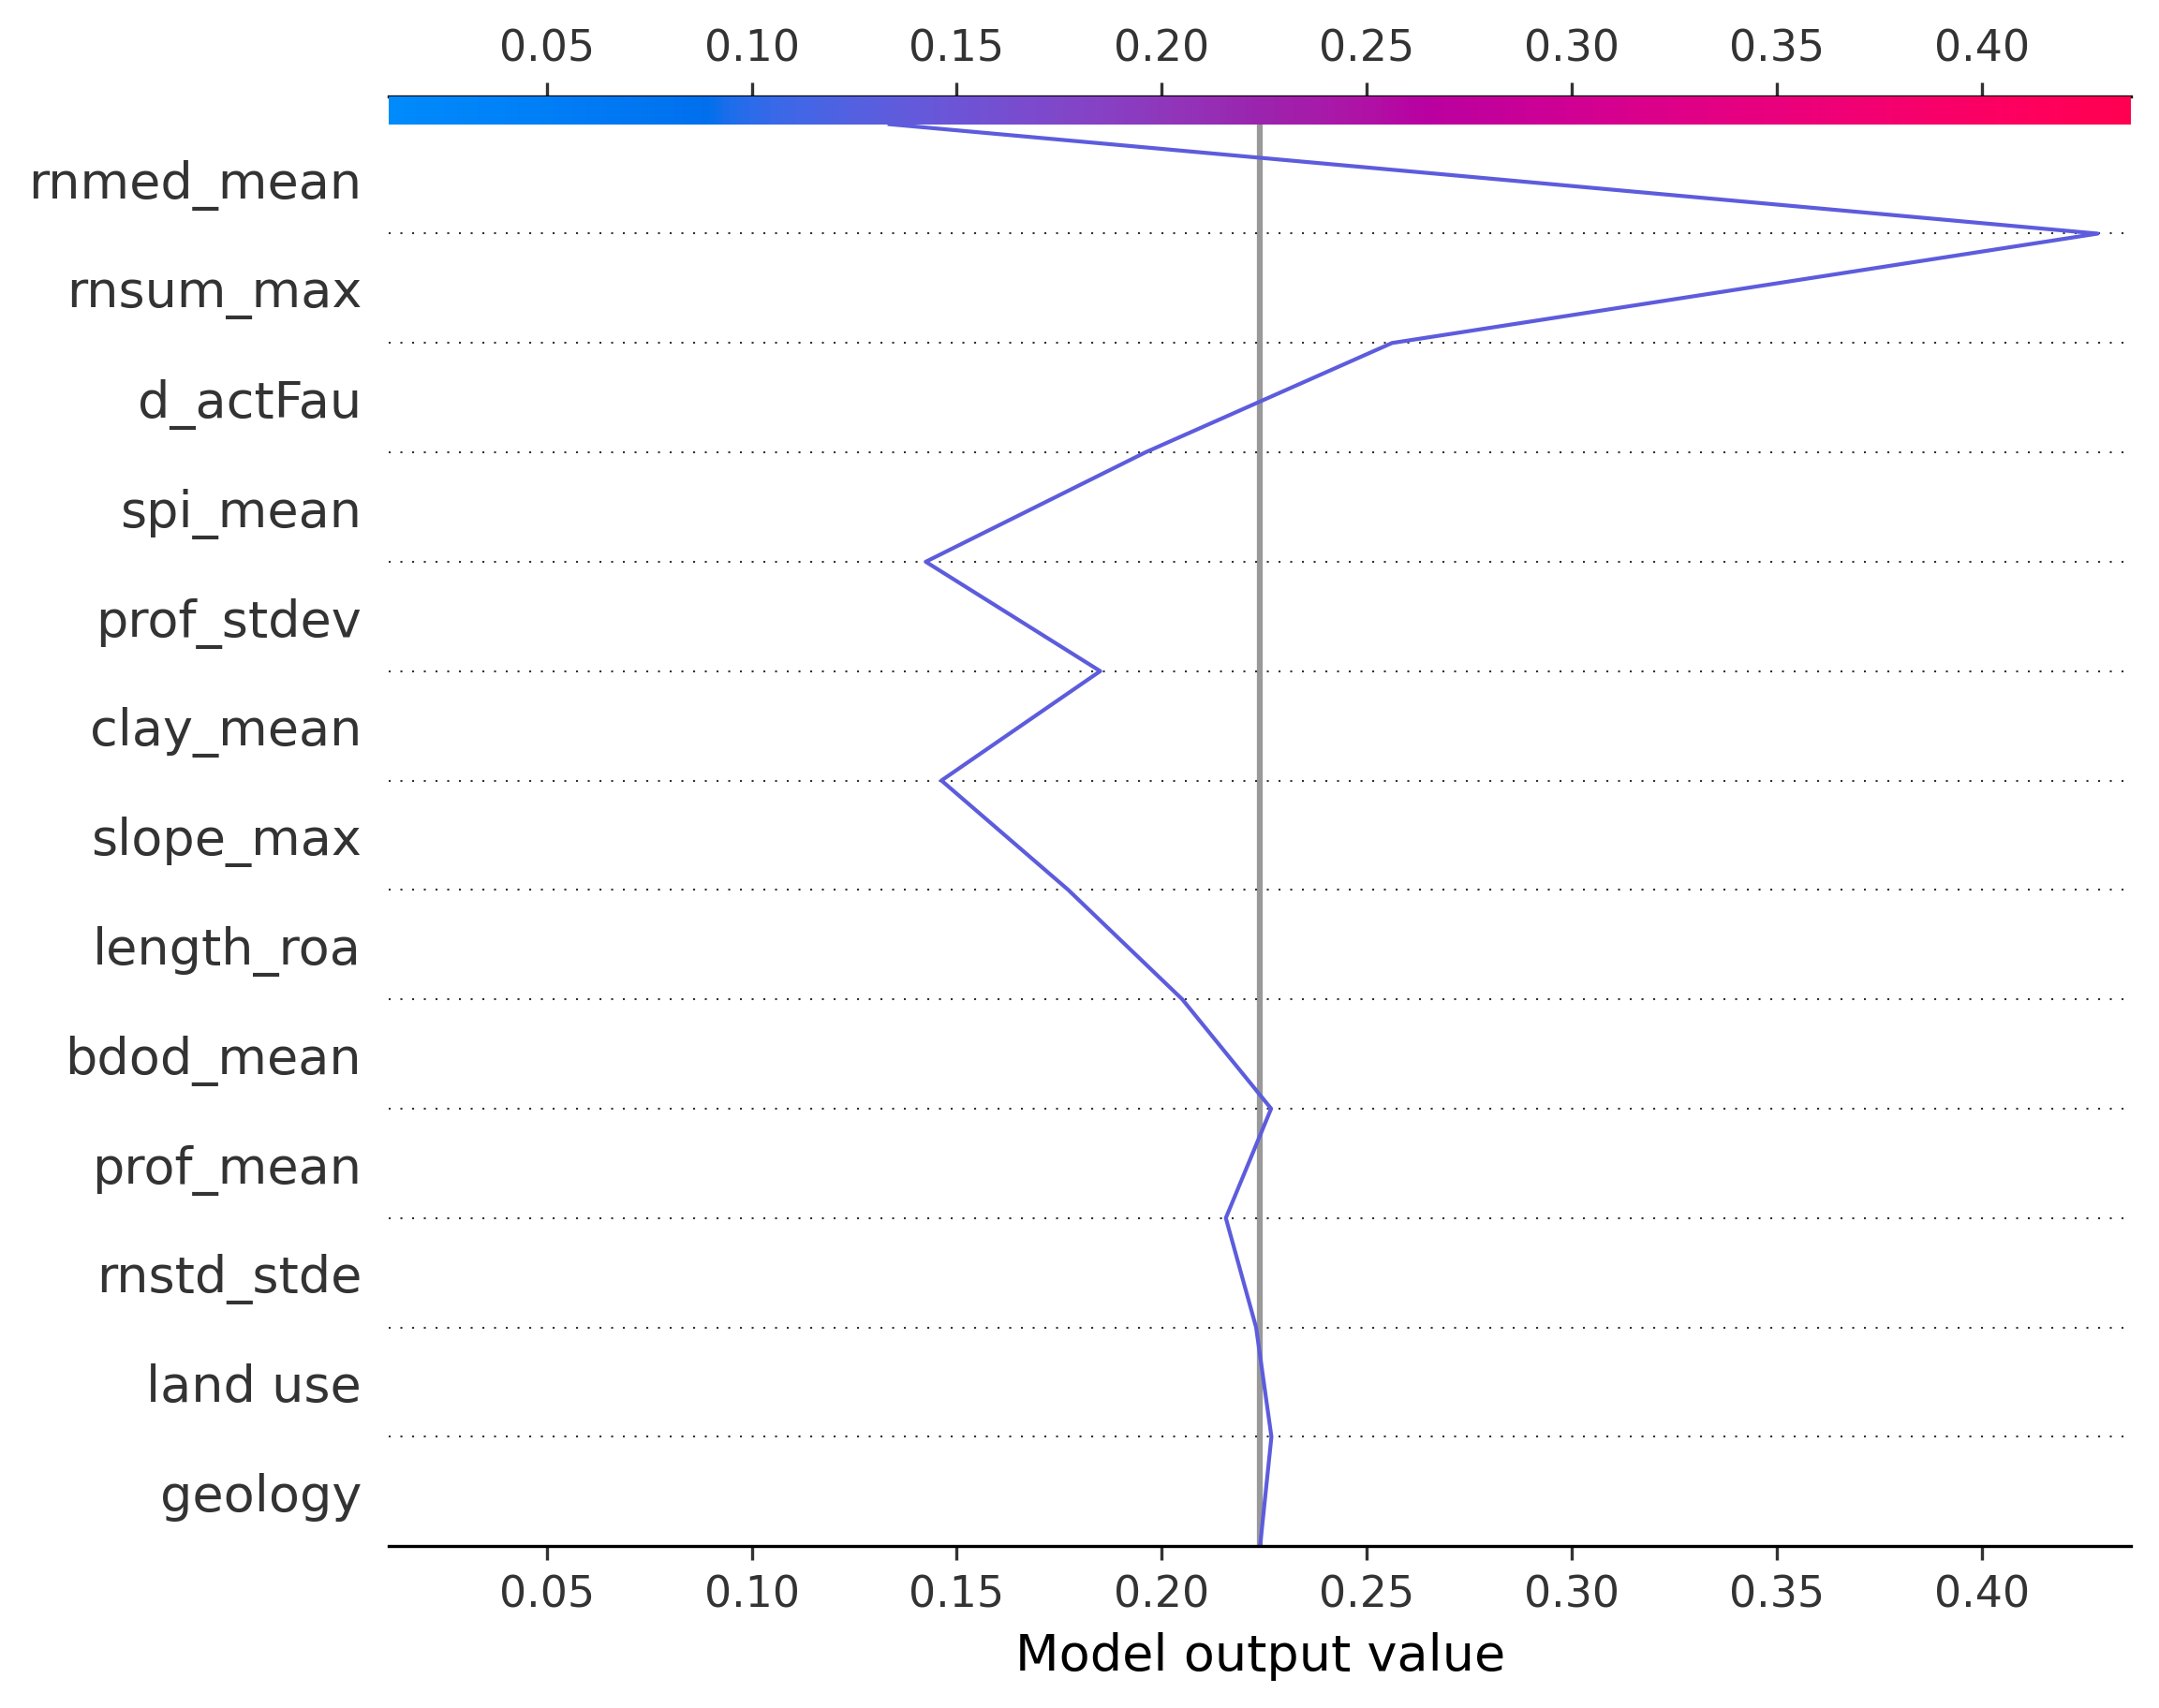 0.05 0.10 0.15 0.20 0.25 0.30 0.35 0.40
rnmed_mean
rnsum_max
d_actFau
spi_mean
prof_stdev
clay_mean
slope_max
length_roa
bdod_mean
prof_mean
rnstd_stde
land use
geology
0.05 0.10 0.15 0.20 0.25 0.30 0.35 0.40
Model output value